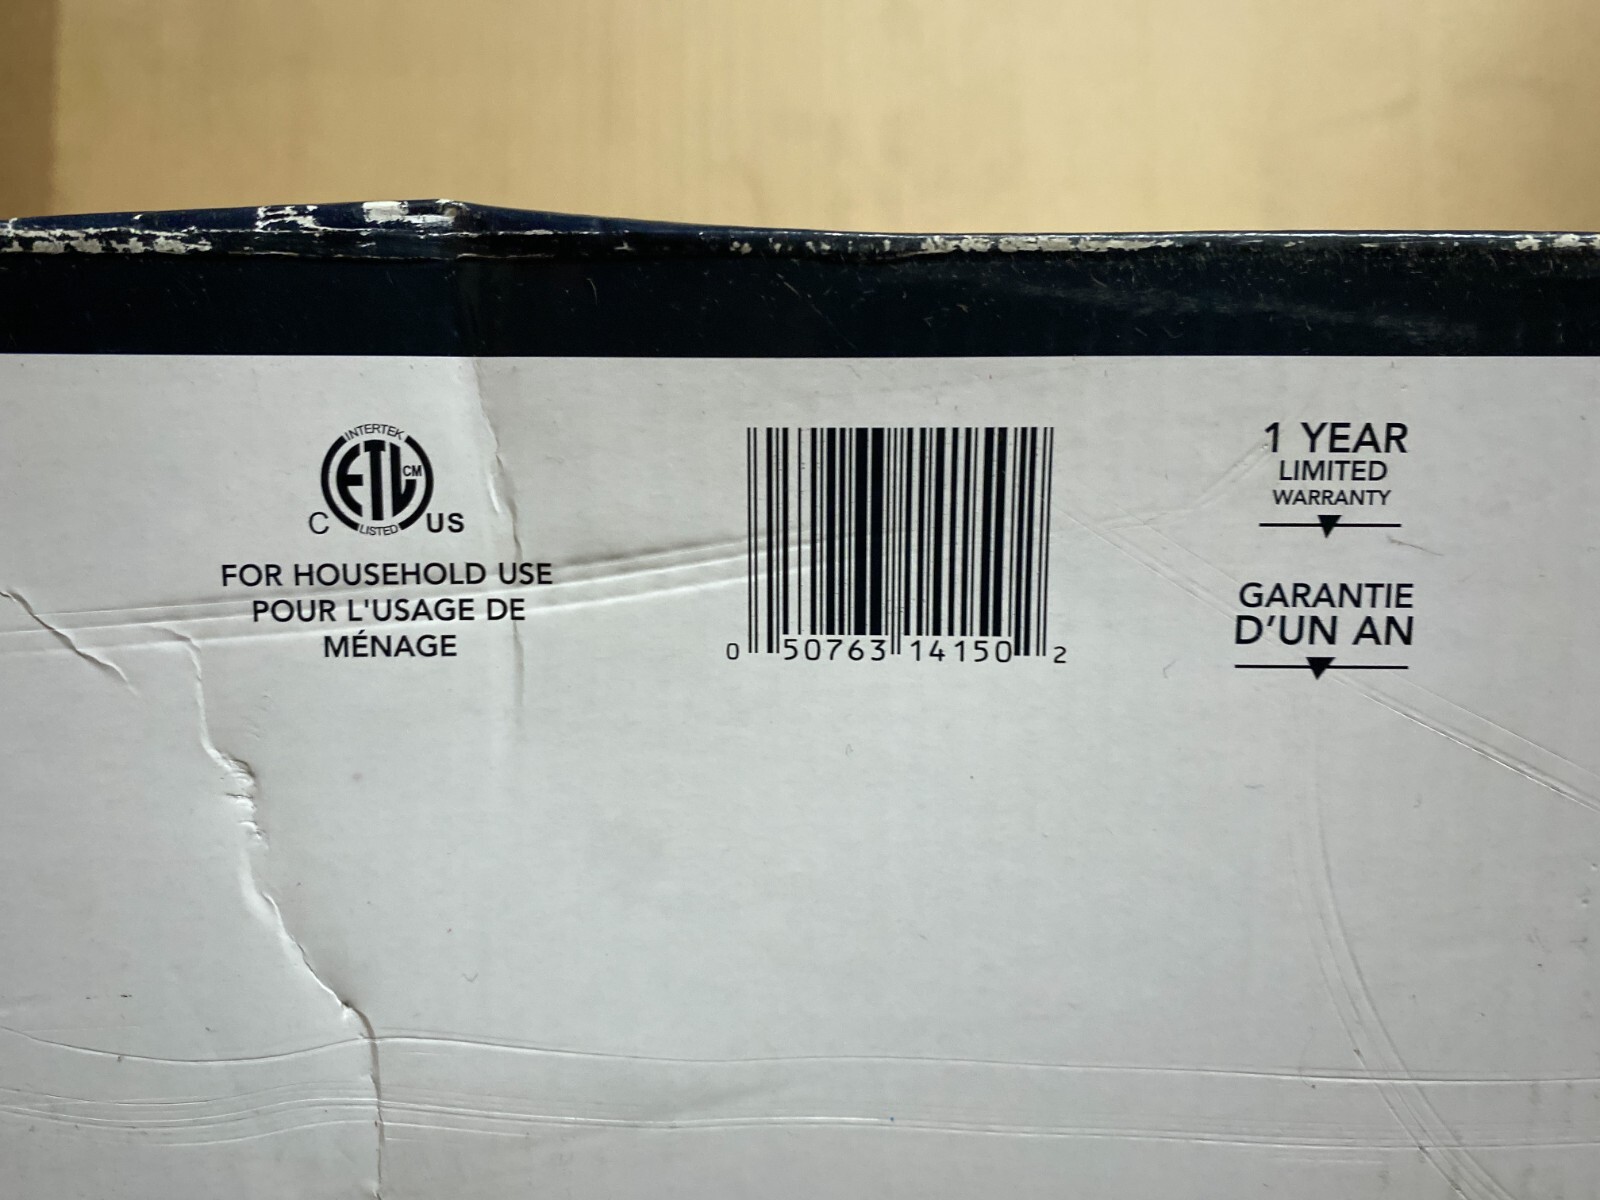 INTERTEK
ETL CM
LISTED
C US
FOR HOUSEHOLD USE
POUR L'USAGE DE
MÉNAGE
0 50763 14150 2
1 YEAR
LIMITED
WARRANTY
GARANTIE
D'UN AN